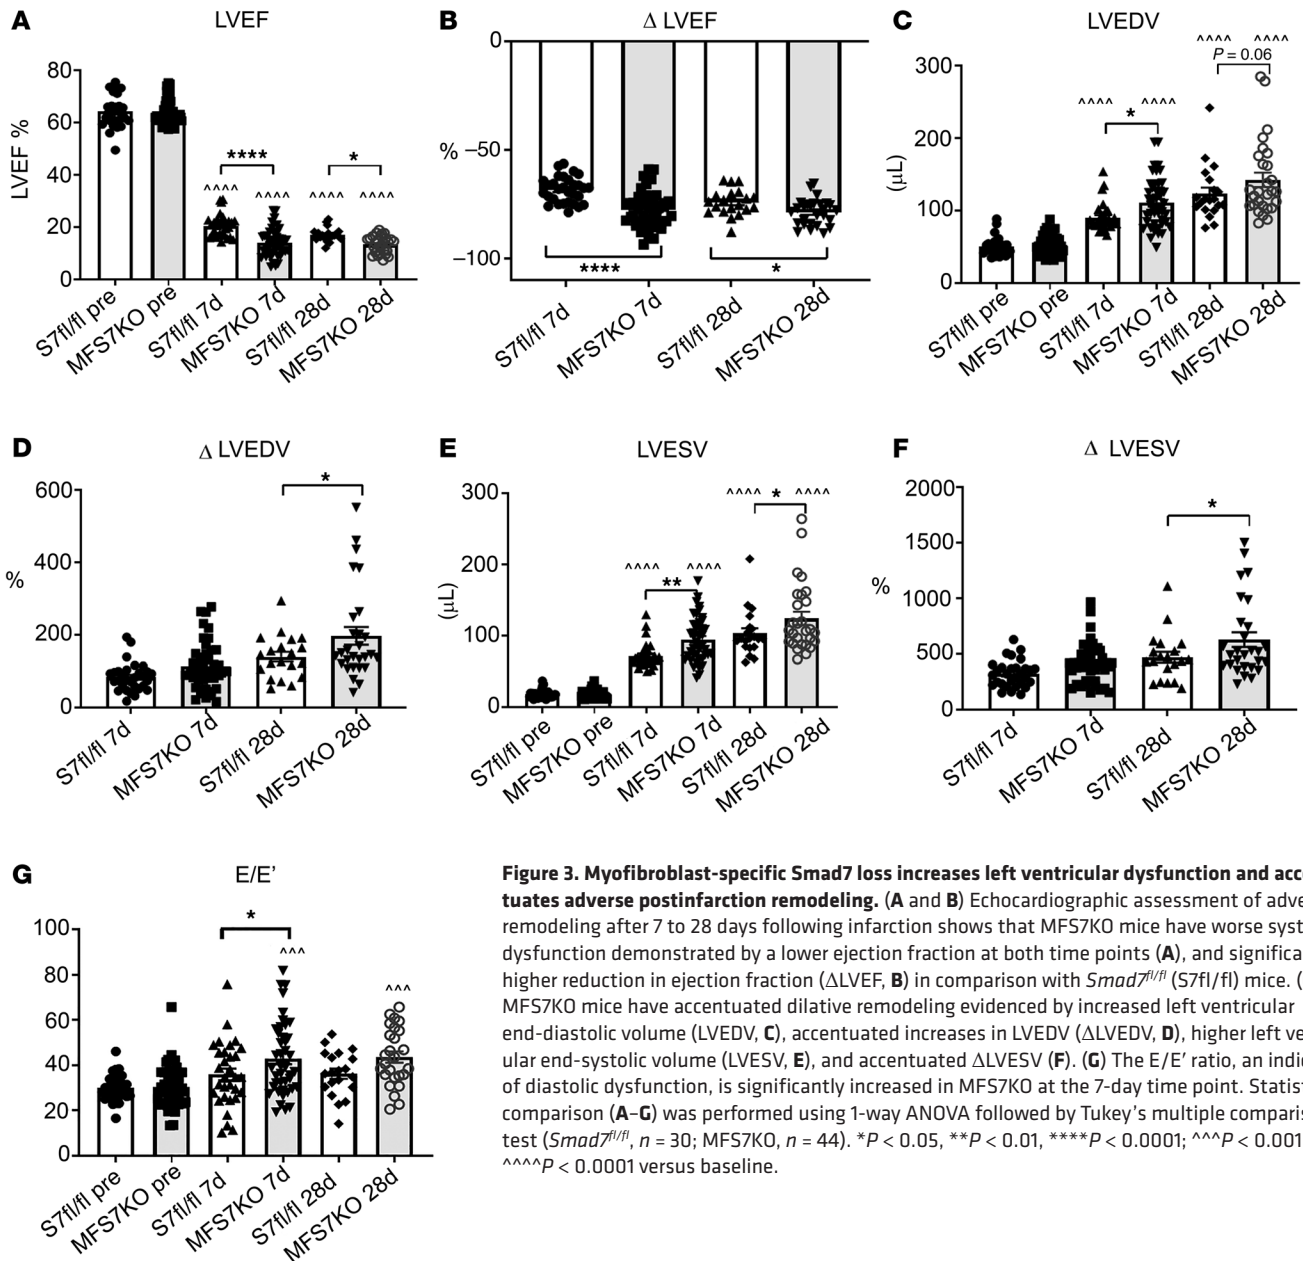 A
LVEF
LVEF %
80
60
40
20
0
****
*
^^^^
^^^^
^^^^
^^^^
S7fl/fl pre
MFS7KO pre
S7fl/fl 7d
MFS7KO 7d
S7fl/fl 28d
MFS7KO 28d
B
Δ LVEF
%
0
−50
−100
****
*
S7fl/fl 7d
MFS7KO 7d
S7fl/fl 28d
MFS7KO 28d
C
LVEDV
(µL)
300
200
100
0
^^^^
^^^^
P = 0.06
^^^^
^^^^
*
S7fl/fl pre
MFS7KO pre
S7fl/fl 7d
MFS7KO 7d
S7fl/fl 28d
MFS7KO 28d
D
Δ LVEDV
%
600
400
200
0
*
S7fl/fl 7d
MFS7KO 7d
S7fl/fl 28d
MFS7KO 28d
E
LVESV
(µL)
300
200
100
0
^^^^
*
^^^^
^^^^
^^^^
**
S7fl/fl pre
MFS7KO pre
S7fl/fl 7d
MFS7KO 7d
S7fl/fl 28d
MFS7KO 28d
F
Δ LVESV
%
2000
1500
1000
500
0
*
S7fl/fl 7d
MFS7KO 7d
S7fl/fl 28d
MFS7KO 28d
G
E/E’
100
80
60
40
20
0
*
^^^
^^^
S7fl/fl pre
MFS7KO pre
S7fl/fl 7d
MFS7KO 7d
S7fl/fl 28d
MFS7KO 28d
Figure 3. Myofibroblast-specific Smad7 loss increases left ventricular dysfunction and acce
tuates adverse postinfarction remodeling. (A and B) Echocardiographic assessment of adve
remodeling after 7 to 28 days following infarction shows that MFS7KO mice have worse syst
dysfunction demonstrated by a lower ejection fraction at both time points (A), and significa
higher reduction in ejection fraction (ΔLVEF, B) in comparison with Smad7fl/fl (S7fl/fl) mice. (
MFS7KO mice have accentuated dilative remodeling evidenced by increased left ventricular
end-diastolic volume (LVEDV, C), accentuated increases in LVEDV (ΔLVEDV, D), higher left ve
ular end-systolic volume (LVESV, E), and accentuated ΔLVESV (F). (G) The E/E′ ratio, an indic
of diastolic dysfunction, is significantly increased in MFS7KO at the 7-day time point. Statist
comparison (A–G) was performed using 1-way ANOVA followed by Tukey’s multiple comparis
test (Smad7fl/fl, n = 30; MFS7KO, n = 44). *P < 0.05, **P < 0.01, ****P < 0.0001; ^^^P < 0.001
^^^^P < 0.0001 versus baseline.